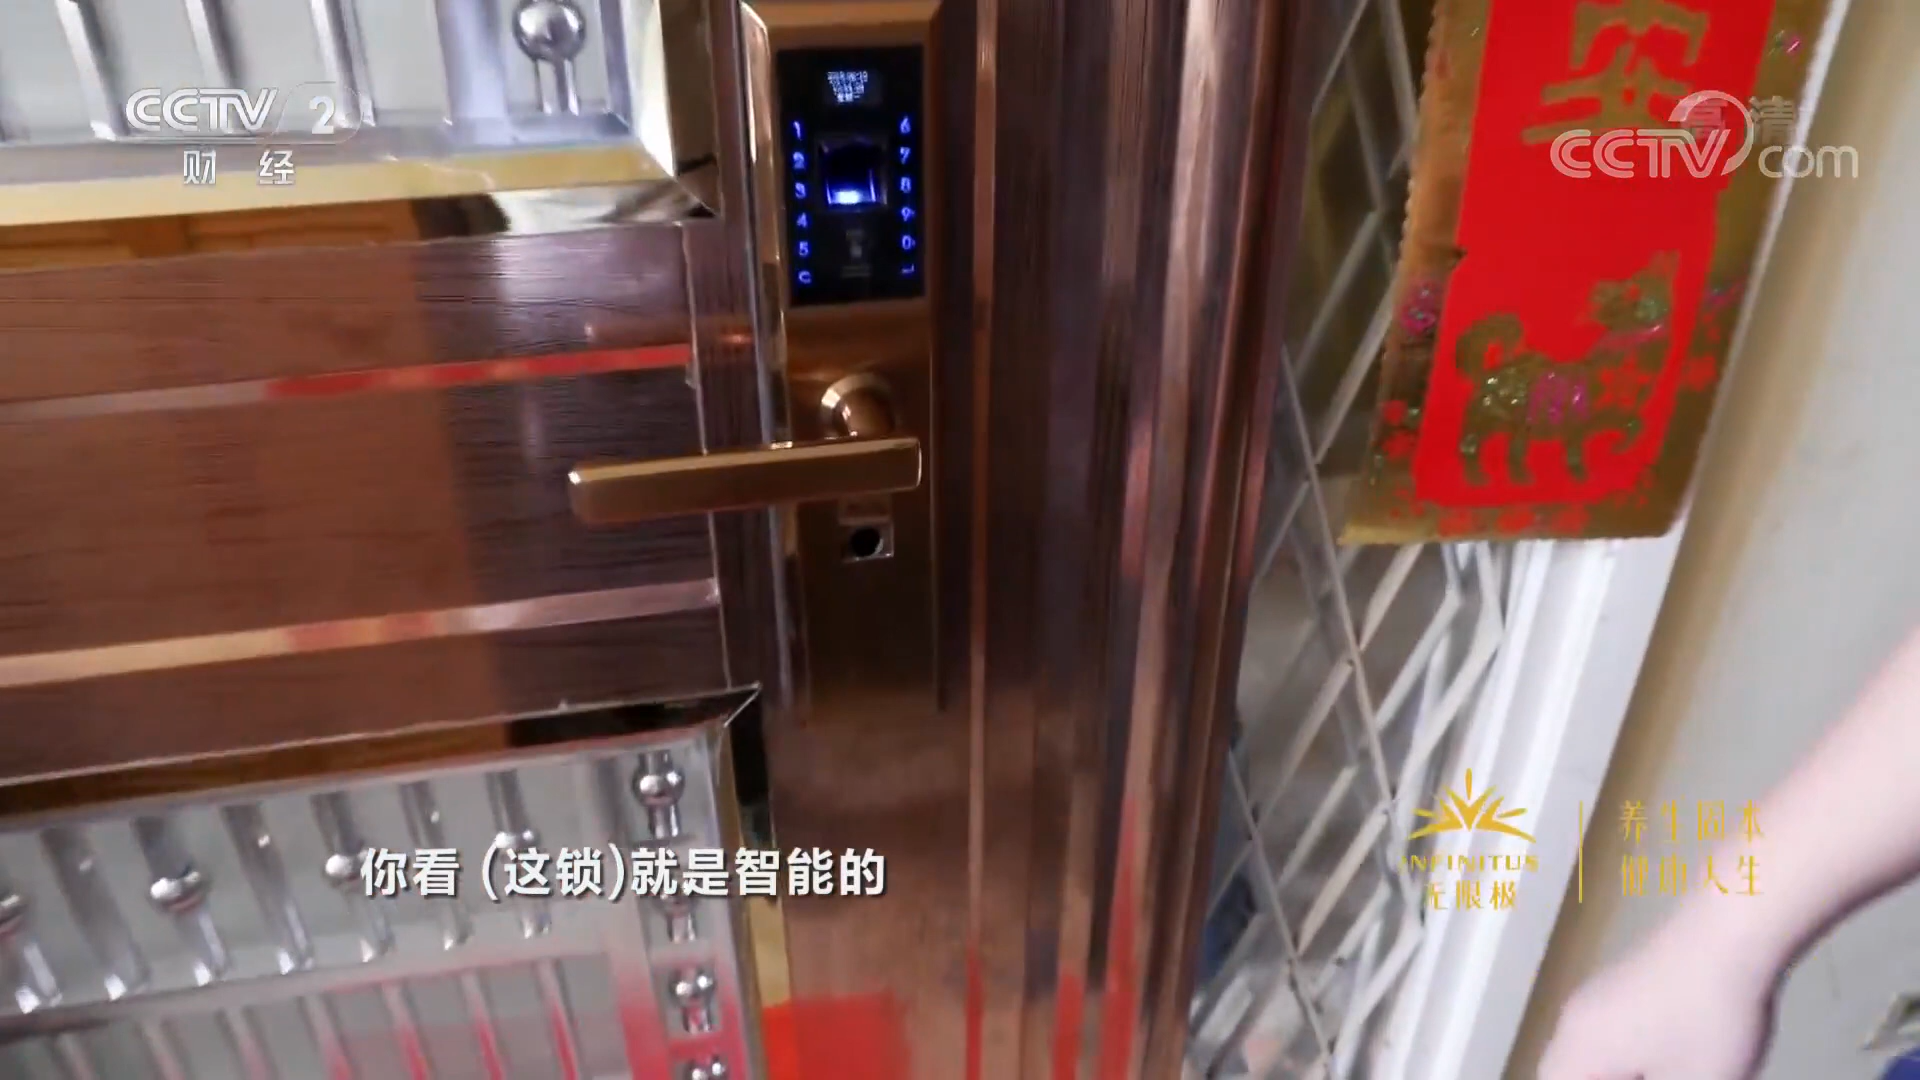 CCTV 2
财 经
高清
CCTV.com
1 6
2 7
3 8
4 9
5 0
C
INFINITUS
无限极
养生固本
健康人生
你看 (这锁)就是智能的